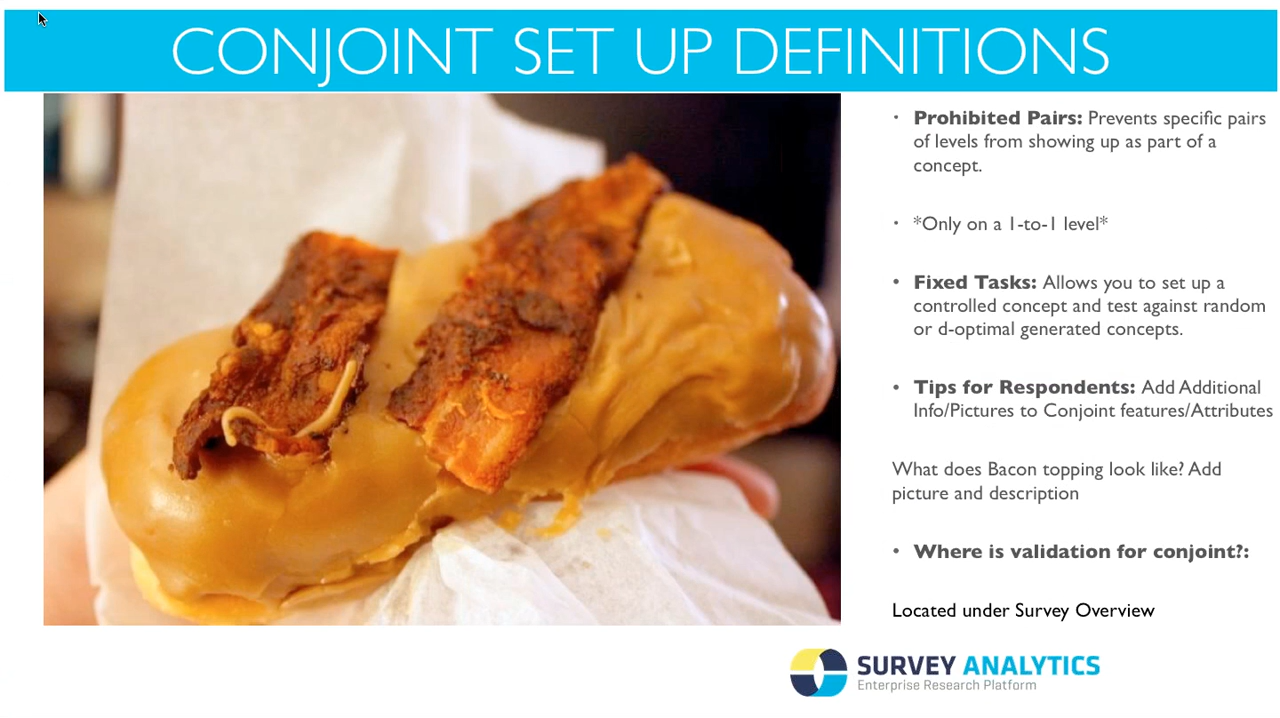 CONJOINT SET UP DEFINITIONS
• Prohibited Pairs: Prevents specific pairs
of levels from showing up as part of a
concept.
• *Only on a 1-to-1 level*
• Fixed Tasks: Allows you to set up a
controlled concept and test against random
or d-optimal generated concepts.
• Tips for Respondents: Add Additional
Info/Pictures to Conjoint features/Attributes
What does Bacon topping look like? Add
picture and description
• Where is validation for conjoint?:
Located under Survey Overview
SURVEY ANALYTICS
Enterprise Research Platform